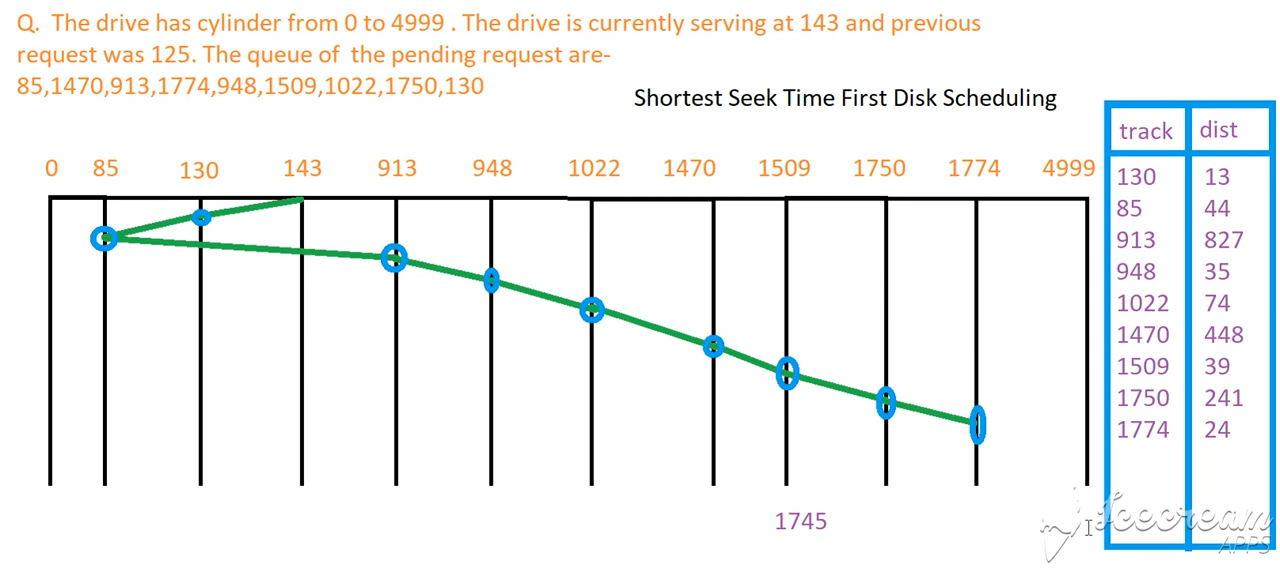 Q. The drive has cylinder from 0 to 4999 . The drive is currently serving at 143 and previous
request was 125. The queue of the pending request are-
85,1470,913,1774,948,1509,1022,1750,130
Shortest Seek Time First Disk Scheduling
0 85 130 143 913 948 1022 1470 1509 1750 1774 4999
track dist
130 13
85 44
913 827
948 35
1022 74
1470 448
1509 39
1750 241
1774 24
1745
Icecream
APPS